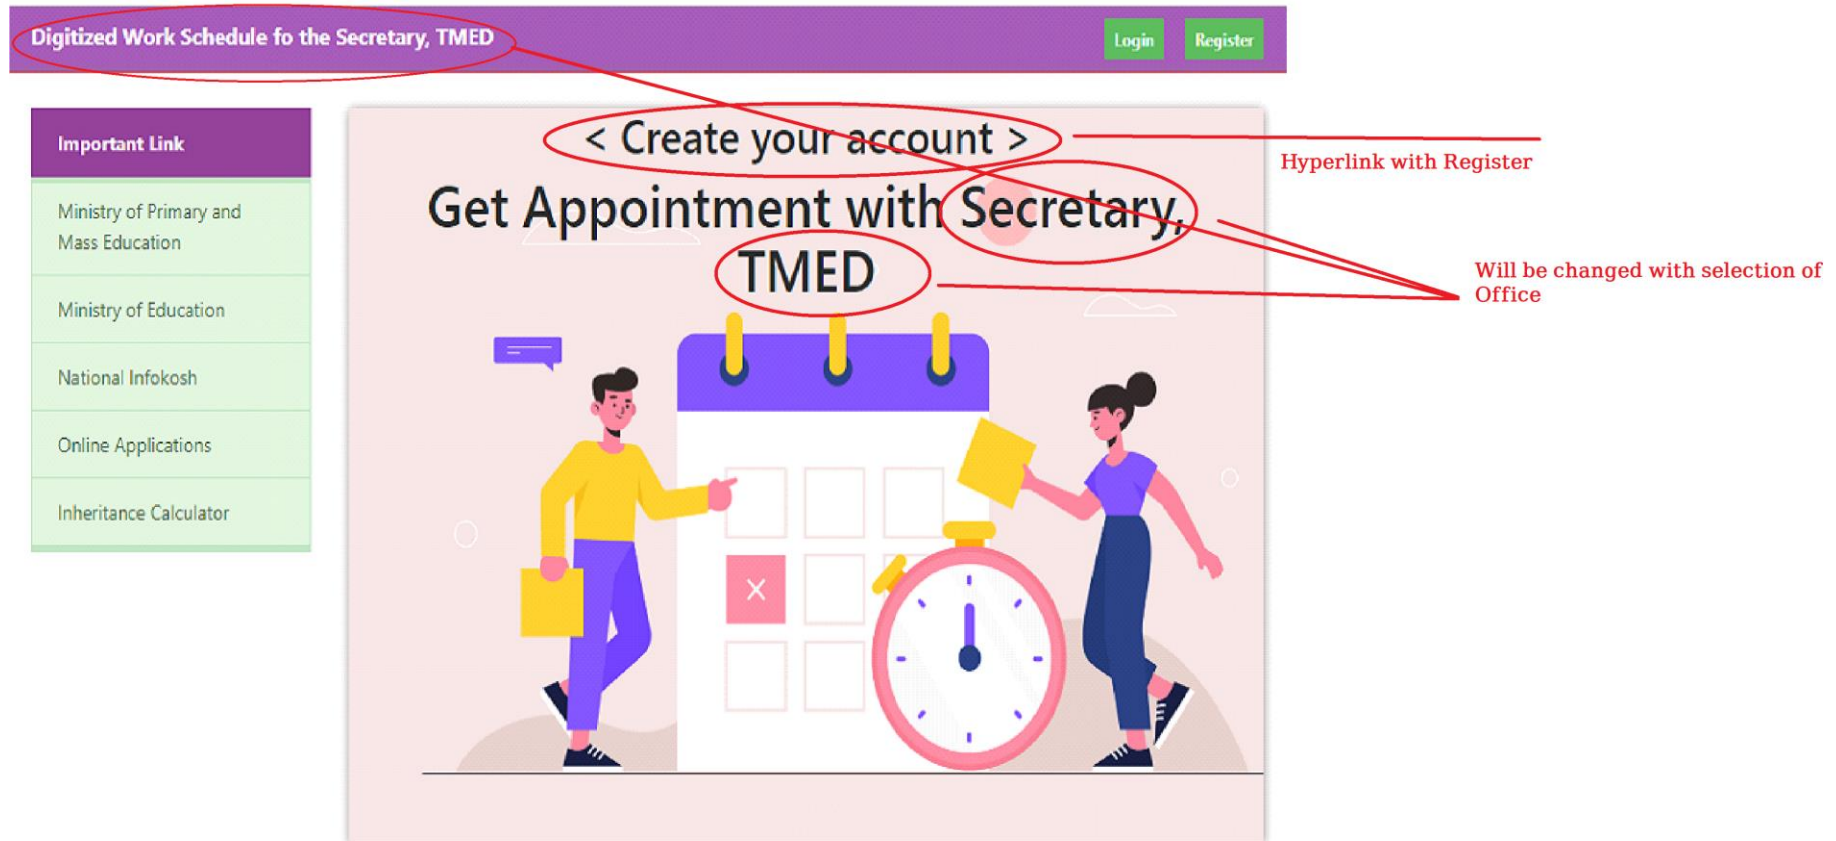 Digitized Work Schedule fo the Secretary, TMED
Login
Register
Important Link
Ministry of Primary and
Mass Education
Ministry of Education
National Infokosh
Online Applications
Inheritance Calculator
< Create your account >
Get Appointment with Secretary,
TMED
X
Hyperlink with Register
Will be changed with selection of
Office